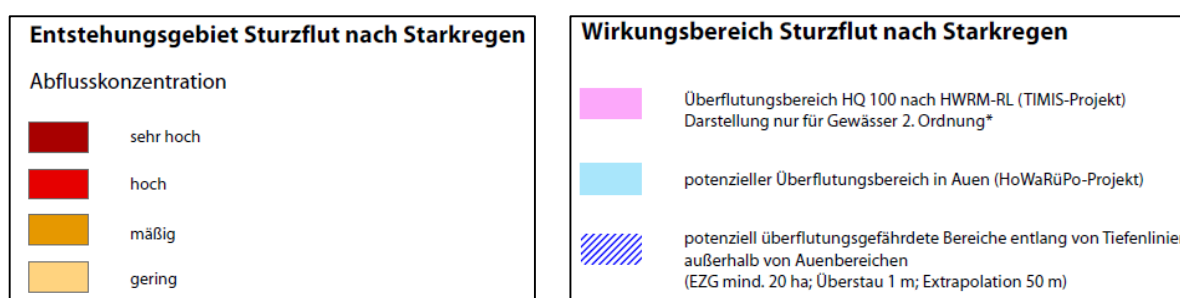 Entstehungsgebiet Sturzflut nach Starkregen
Abflusskonzentration
sehr hoch
hoch
mäßig
gering
Wirkungsbereich Sturzflut nach Starkregen
Überflutungsbereich HQ 100 nach HWRM-RL (TIMIS-Projekt)
Darstellung nur für Gewässer 2. Ordnung*
potenzieller Überflutungsbereich in Auen (HoWaRüPo-Projekt)
potenziell überflutungsgefährdete Bereiche entlang von Tiefenlinier
außerhalb von Auenbereichen
(EZG mind. 20 ha; Überstau 1 m; Extrapolation 50 m)